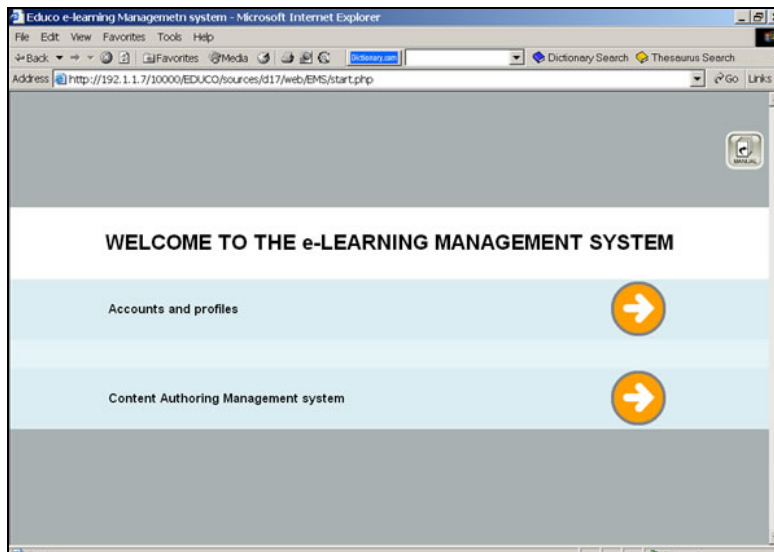 Educo e-learning Managemetn system - Microsoft Internet Explorer
File Edit View Favorites Tools Help
Back Favorites Media Dictionary.com Dictionary Search Thesaurus Search
Address http://192.1.1.7/10000/EDUCO/sources/d17/web/EMS/start.php Go Links
MANUAL
WELCOME TO THE e-LEARNING MANAGEMENT SYSTEM
Accounts and profiles
Content Authoring Management system